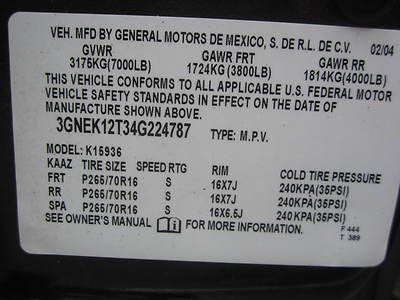 VEH. MFD BY GENERAL MOTORS DE MEXICO, S. DE R.L. DE C.V. 02/04
GVWR GAWR FRT GAWR RR
3175KG(7000LB) 1724KG(3800LB) 1814KG(4000LB)
THIS VEHICLE CONFORMS TO ALL APPLICABLE U.S. FEDERAL MOTOR
VEHICLE SAFETY STANDARDS IN EFFECT ON THE DATE OF
MANUFACTURE SHOWN ABOVE.
3GNEK12T34G224787 TYPE: M.P.V.
MODEL: K15936
KAAZ TIRE SIZE SPEED RTG RIM COLD TIRE PRESSURE
FRT P265/70R16 S 16X7J 240KPA(35PSI)
RR P265/70R16 S 16X7J 240KPA(35PSI)
SPA P265/70R16 S 16X6.5J 240KPA(35PSI)
SEE OWNER'S MANUAL FOR MORE INFORMATION. F 444
T 389